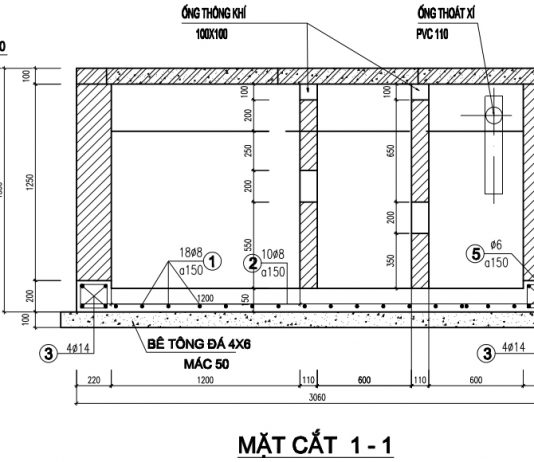 ỐNG THÔNG KHÍ
100X100
ỐNG THOÁT XÍ
PVC 110
0
100
1250
200
100
100
200
250
200
550
50
100
650
200
350
18ø8
a150
1
1200
2
10ø8
a150
5
ø6
a150
3
4ø14
BÊ TÔNG ĐÁ 4X6
MÁC 50
3
4ø14
220
1200
110
600
110
600
3060
MẶT CẮT 1 - 1